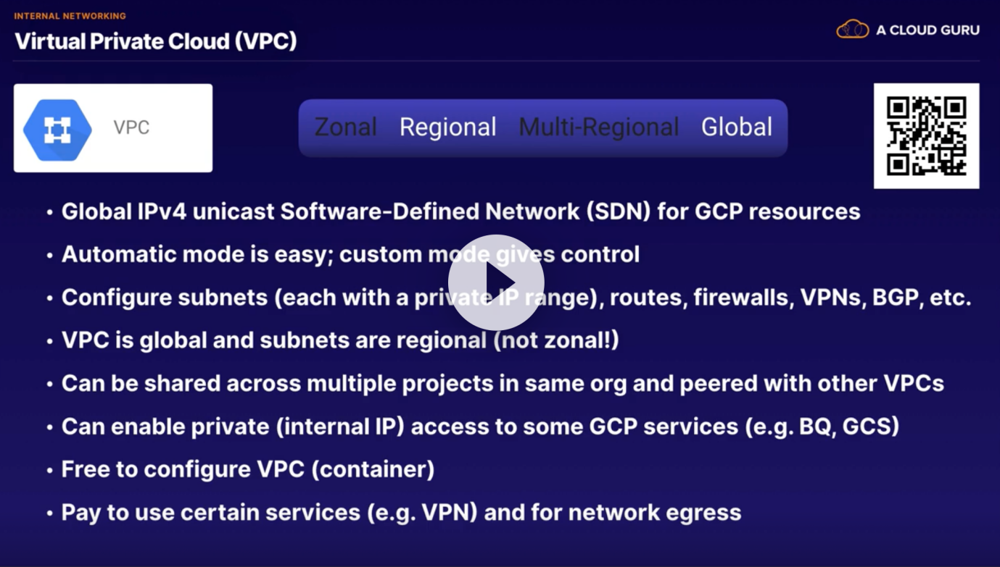 INTERNAL NETWORKING
Virtual Private Cloud (VPC)
A CLOUD GURU
VPC
Zonal Regional Multi-Regional Global
• Global IPv4 unicast Software-Defined Network (SDN) for GCP resources
• Automatic mode is easy; custom mode gives control
• Configure subnets (each with a private IP range), routes, firewalls, VPNs, BGP, etc.
• VPC is global and subnets are regional (not zonal!)
• Can be shared across multiple projects in same org and peered with other VPCs
• Can enable private (internal IP) access to some GCP services (e.g. BQ, GCS)
• Free to configure VPC (container)
• Pay to use certain services (e.g. VPN) and for network egress